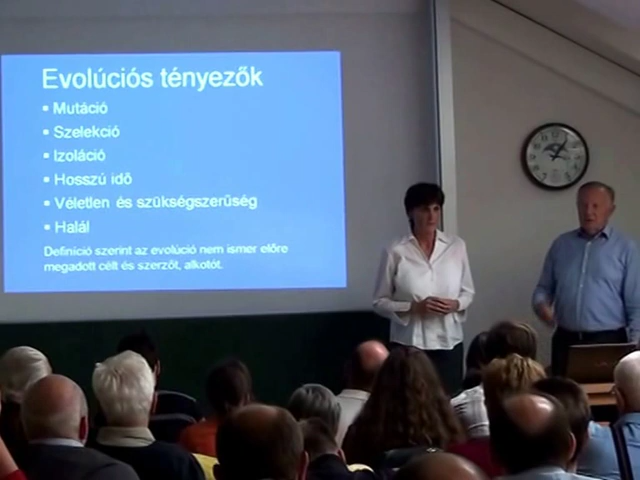 Evolúciós tényezők
▪ Mutáció
▪ Szelekció
▪ Izoláció
▪ Hosszú idő
▪ Véletlen és szükségszerűség
▪ Halál
Definíció szerint az evolúció nem ismer előre
megadott célt és szerzőt, alkotót.